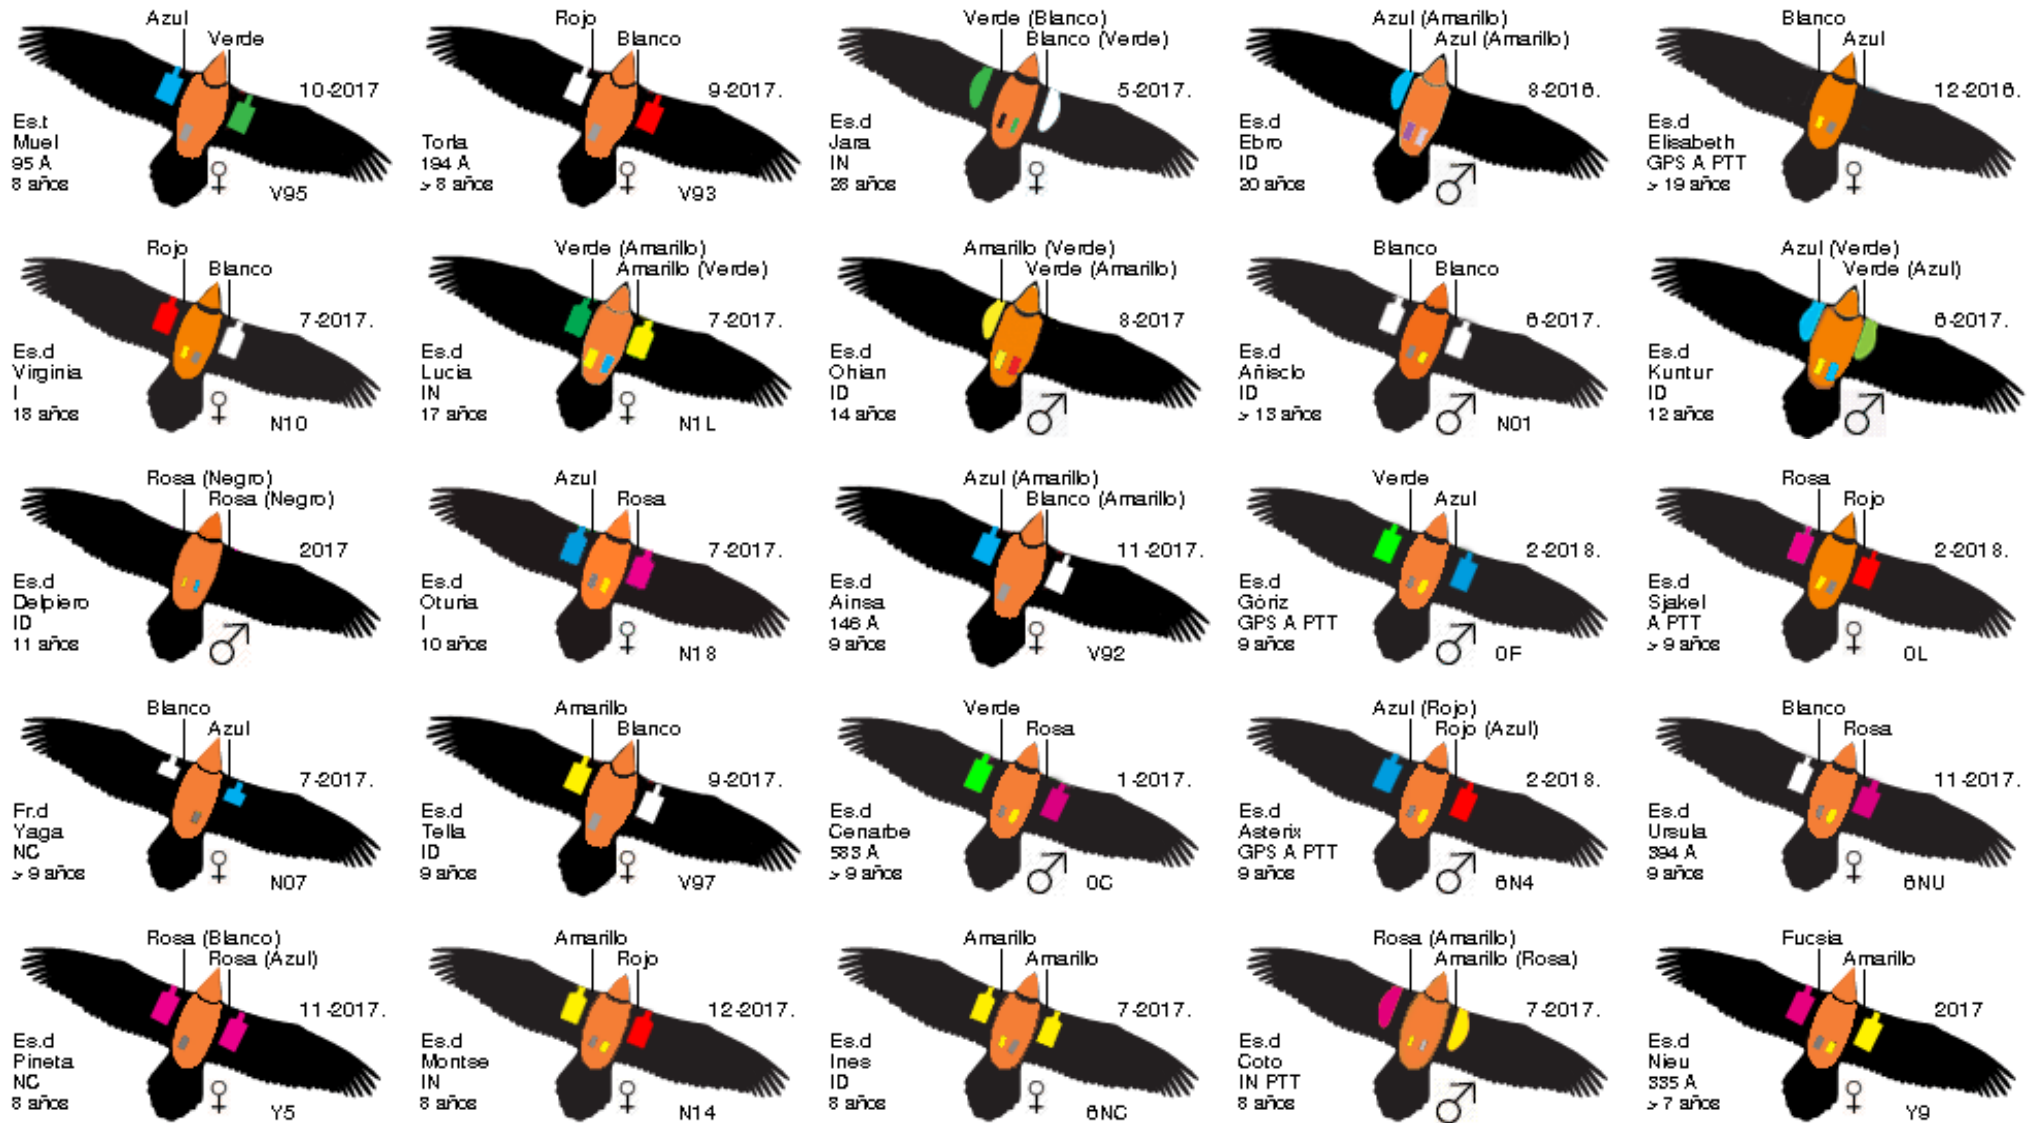 Azul
Verde
10-2017
Es.t
Muel
95 A
8 años
V95
Rojo
Blanco
9-2017.
Torla
194 A
> 8 años
V93
Verde (Blanco)
Blanco (Verde)
5-2017.
Es.d
Jara
IN
28 años
Azul (Amarillo)
Azul (Amarillo)
8-2016.
Es.d
Ebro
ID
20 años
Blanco
Azul
12-2016.
Es.d
Elisabeth
GPS A PTT
> 19 años
Rojo
Blanco
7-2017.
Es.d
Virginia
I
18 años
N10
Verde (Amarillo)
Amarillo (Verde)
7-2017.
Es.d
Lucia
IN
17 años
N1L
Amarillo (Verde)
Verde (Amarillo)
8-2017
Es.d
Ohian
ID
14 años
Blanco
Blanco
6-2017.
Es.d
Añisclo
ID
> 13 años
N01
Azul (Verde)
Verde (Azul)
6-2017.
Es.d
Kuntur
ID
12 años
Rosa (Negro)
Rosa (Negro)
2017
Es.d
Delpiero
ID
11 años
Azul
Rosa
7-2017.
Es.d
Oturia
I
10 años
N18
Azul (Amarillo)
Blanco (Amarillo)
11-2017.
Es.d
Ainsa
146 A
9 años
V92
Verde
Azul
2-2018.
Es.d
Góriz
GPS A PTT
9 años
0F
Rosa
Rojo
2-2018.
Es.d
Sjakel
A PTT
> 9 años
0L
Blanco
Azul
7-2017.
Fr.d
Yaga
NC
> 9 años
N07
Amarillo
Blanco
9-2017.
Es.d
Tella
ID
9 años
V97
Verde
Rosa
1-2017.
Es.d
Cenarbe
583 A
> 9 años
0C
Azul (Rojo)
Rojo (Azul)
2-2018.
Es.d
Asterix
GPS A PTT
9 años
6N4
Blanco
Rosa
11-2017.
Es.d
Ursula
394 A
9 años
6NU
Rosa (Blanco)
Rosa (Azul)
11-2017.
Es.d
Pineta
NC
8 años
Y5
Amarillo
Rojo
12-2017.
Es.d
Montse
IN
8 años
N14
Amarillo
Amarillo
7-2017.
Es.d
Ines
ID
8 años
6NC
Rosa (Amarillo)
Amarillo (Rosa)
7-2017.
Es.d
Coto
IN PTT
8 años
Fucsia
Amarillo
2017
Es.d
Nieu
335 A
> 7 años
Y9